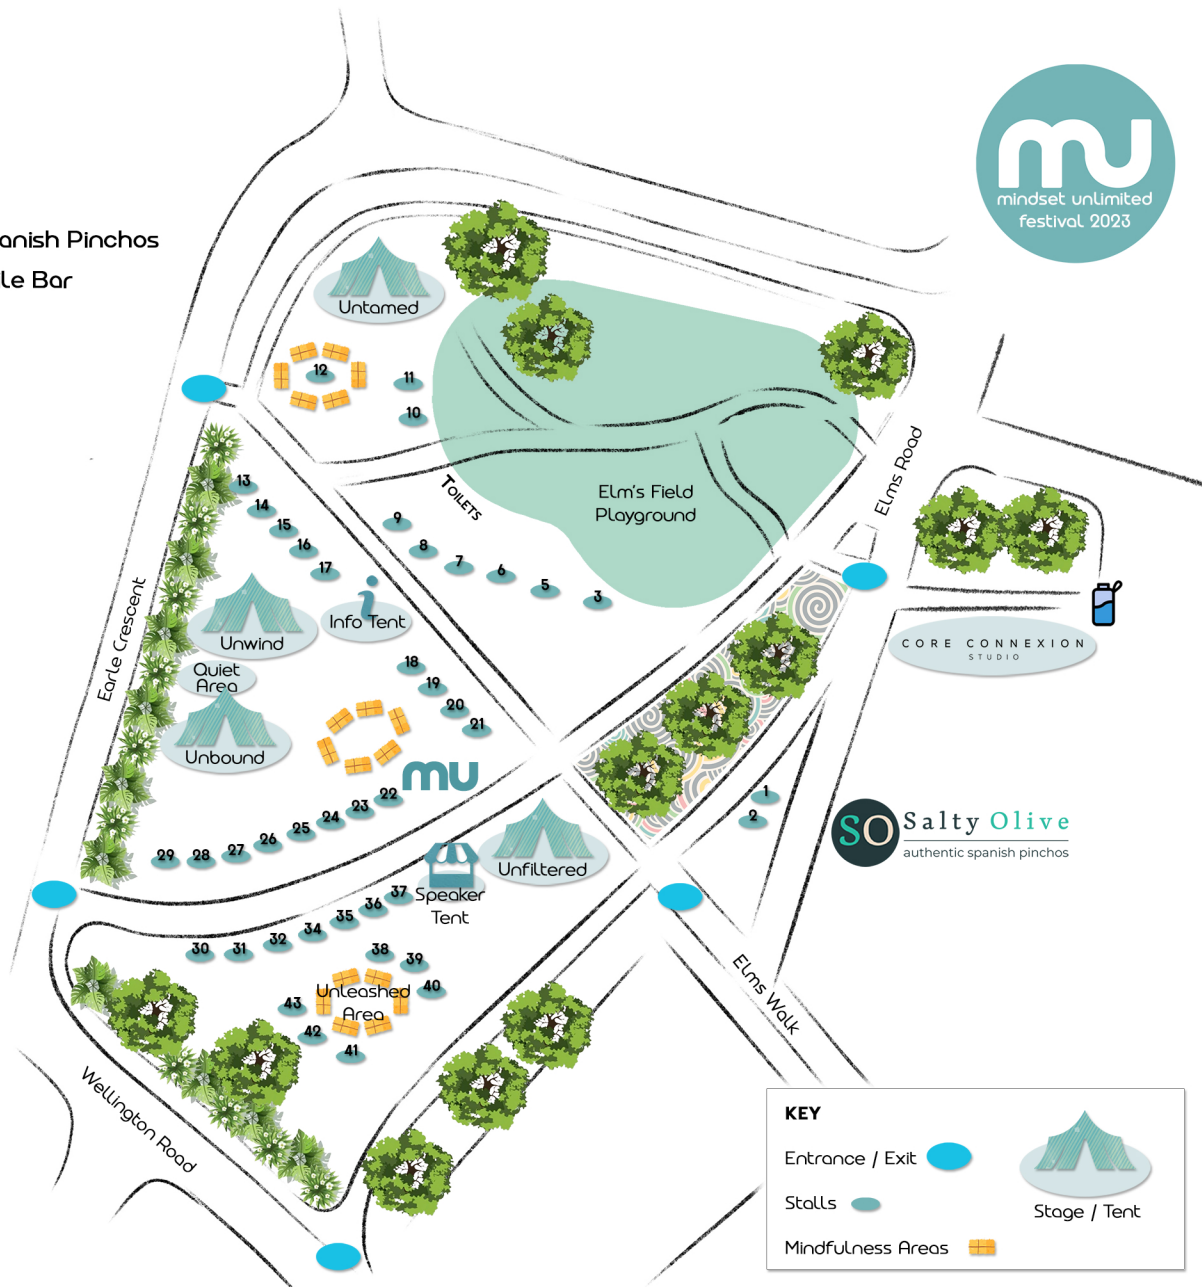 mu
mindset unlimited
festival 2023
anish Pinchos
le Bar
Untamed
12
11
10
Elms Road
Elm's Field
Playground
TOILETS
13
14
15
16
17
9
8
7
6
5
3
i
Info Tent
Unwind
Quiet
Area
Unbound
Earle Crescent
18
19
20
21
mu
22
23
24
25
26
27
28
29
CORE CONNEXION
STUDIO
1
2
SO
Salty Olive
authentic spanish pinchos
Unfiltered
Speaker
Tent
37
36
35
34
32
31
30
38
39
40
Unleashed
Area
43
42
41
Elms Walk
Wellington Road
KEY
Entrance / Exit
Stalls
Mindfulness Areas
Stage / Tent